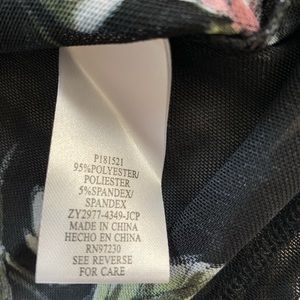 P181521
95%POLYESTER/
POLIESTER
5%SPANDEX/
SPANDEX
ZY2977-4349-JCP
MADE IN CHINA
HECHO EN CHINA
RN97230
SEE REVERSE
FOR CARE